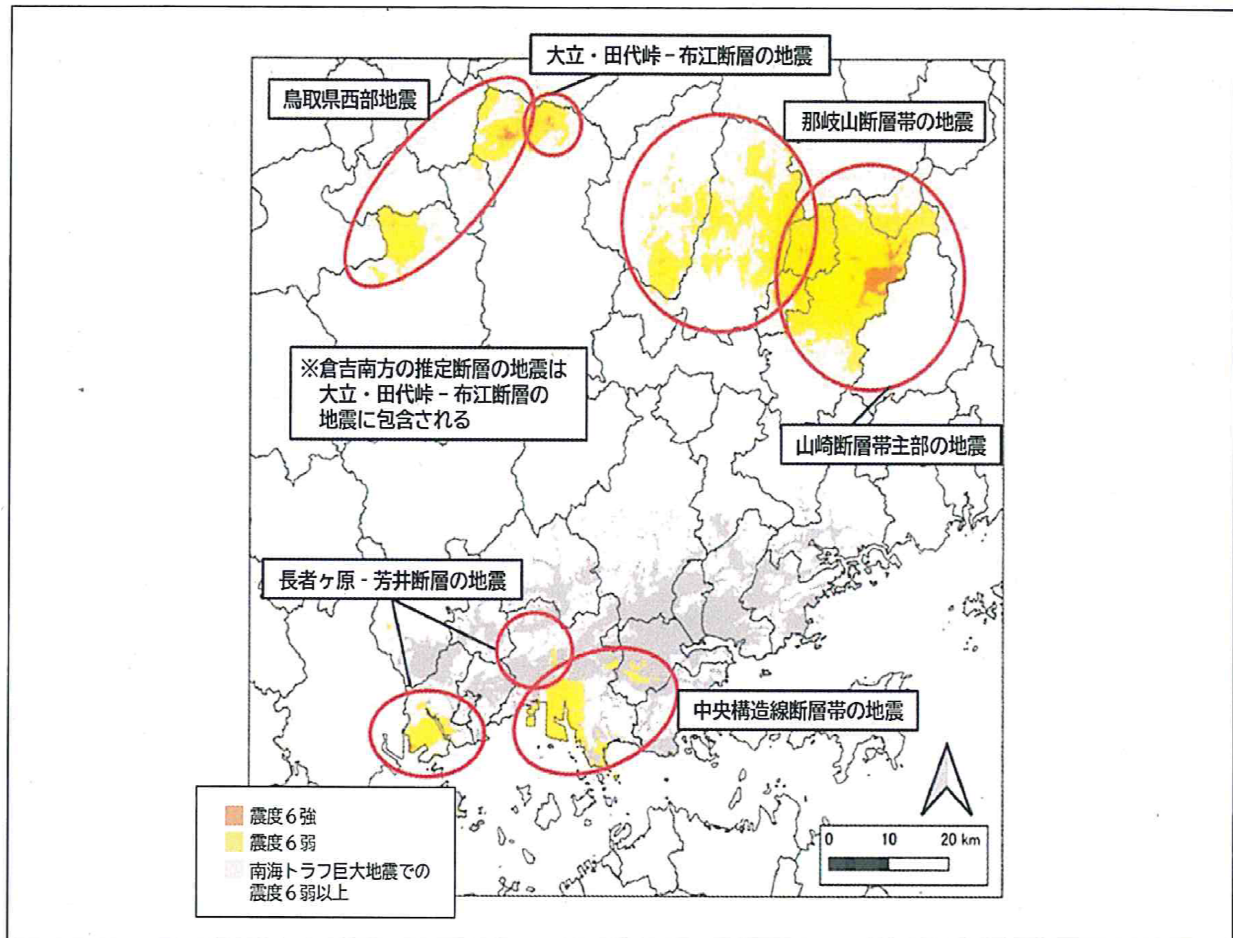 大立・田代峠－布江断層の地震
鳥取県西部地震
那岐山断層帯の地震
※倉吉南方の推定断層の地震は
大立・田代峠－布江断層の
地震に包含される
山崎断層帯主部の地震
長者ヶ原－芳井断層の地震
中央構造線断層帯の地震
震度６強
震度６弱
南海トラフ巨大地震での
震度６弱以上
0 10 20 km